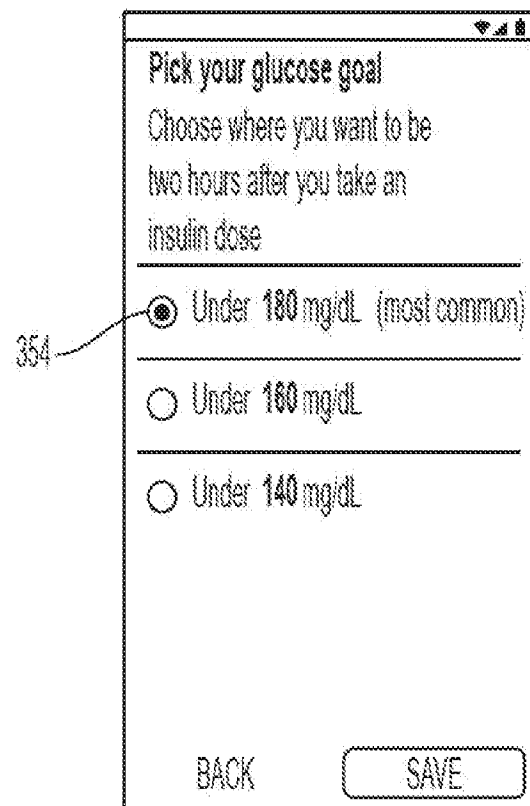 Pick your glucose goal
Choose where you want to be
two hours after you take an
insulin dose
354
Under 180 mg/dL (most common)
Under 160 mg/dL
Under 140 mg/dL
BACK SAVE